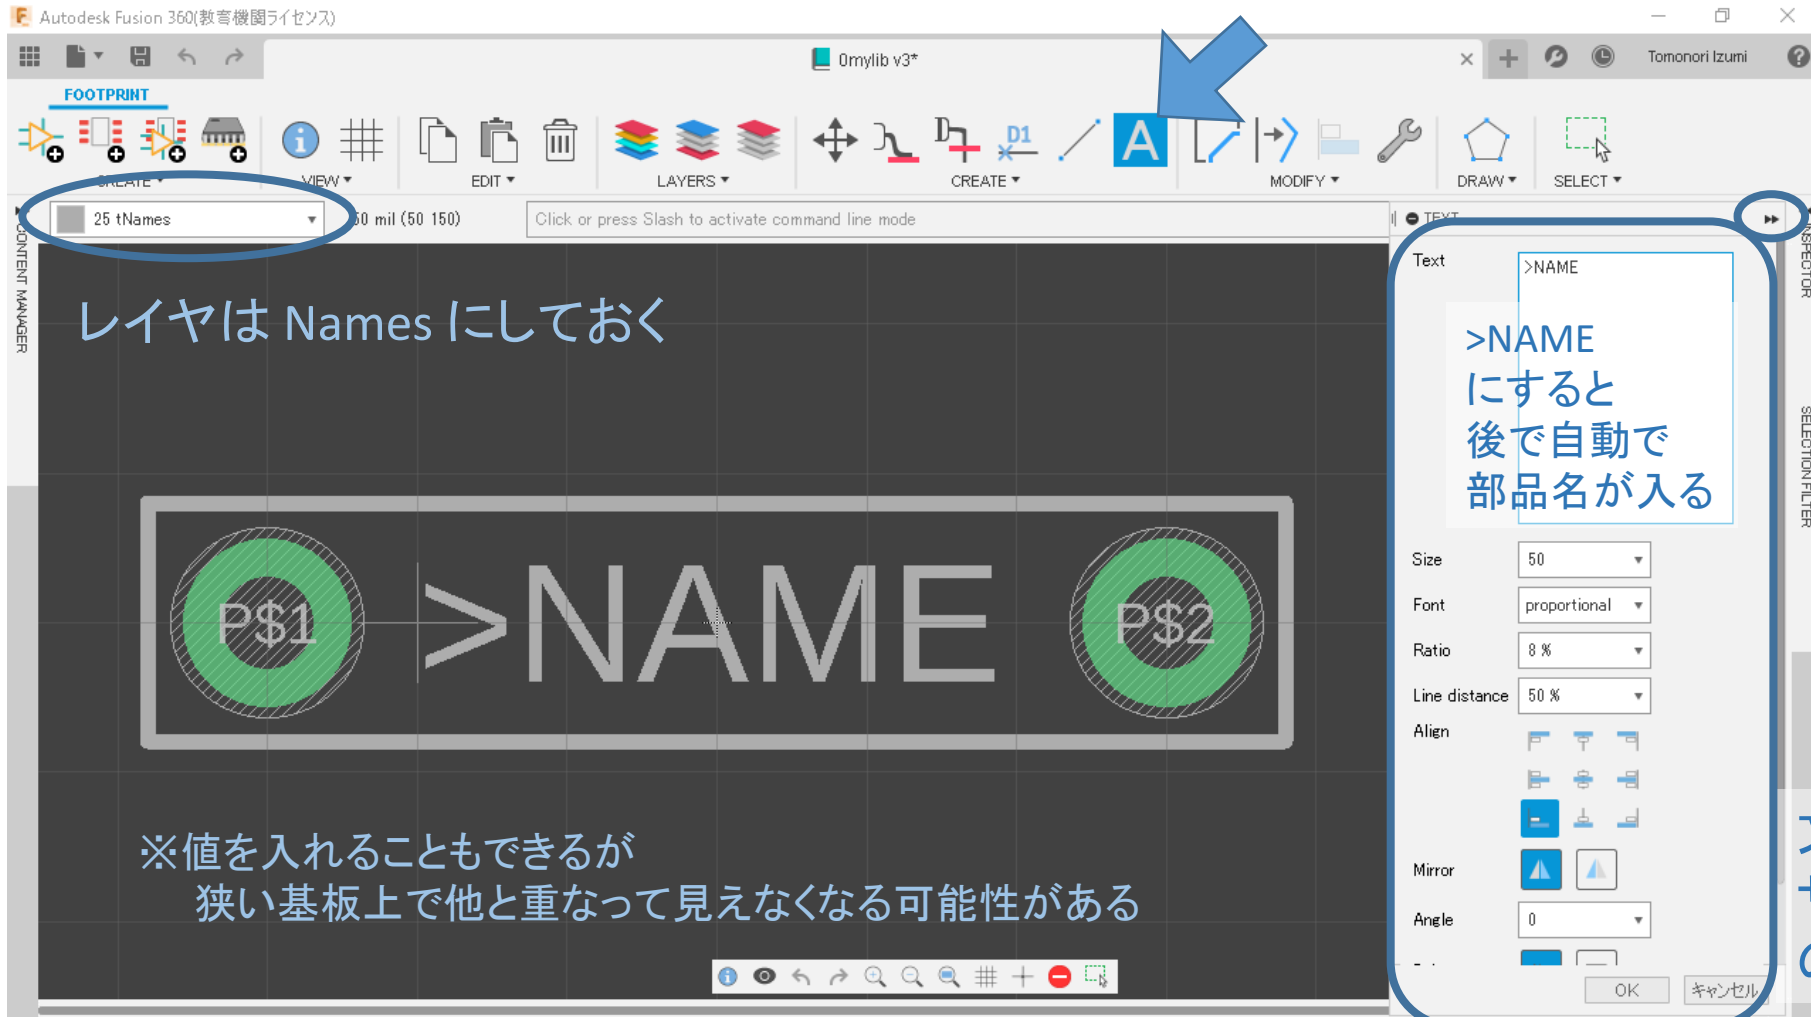 Autodesk Fusion 360(教育機関ライセンス)
0mylib v3*
Tomonori Izumi
FOOTPRINT
D1
A
CREATE
VIEW
EDIT
LAYERS
CREATE
MODIFY
DRAW
SELECT
25 tNames
50 mil (50 150)
Click or press Slash to activate command line mode
TEXT
CONTENT MANAGER
INSPECTOR
SELECTION FILTER
レイヤは Names にしておく
Text
>NAME
>NAME
にすると
後で自動で
部品名が入る
P$1
>NAME
P$2
Size
50
Font
proportional
Ratio
8 %
Line distance
50 %
Align
Mirror
Angle
0
※値を入れることもできるが
狭い基板上で他と重なって見えなくなる可能性がある
OK
キャンセル